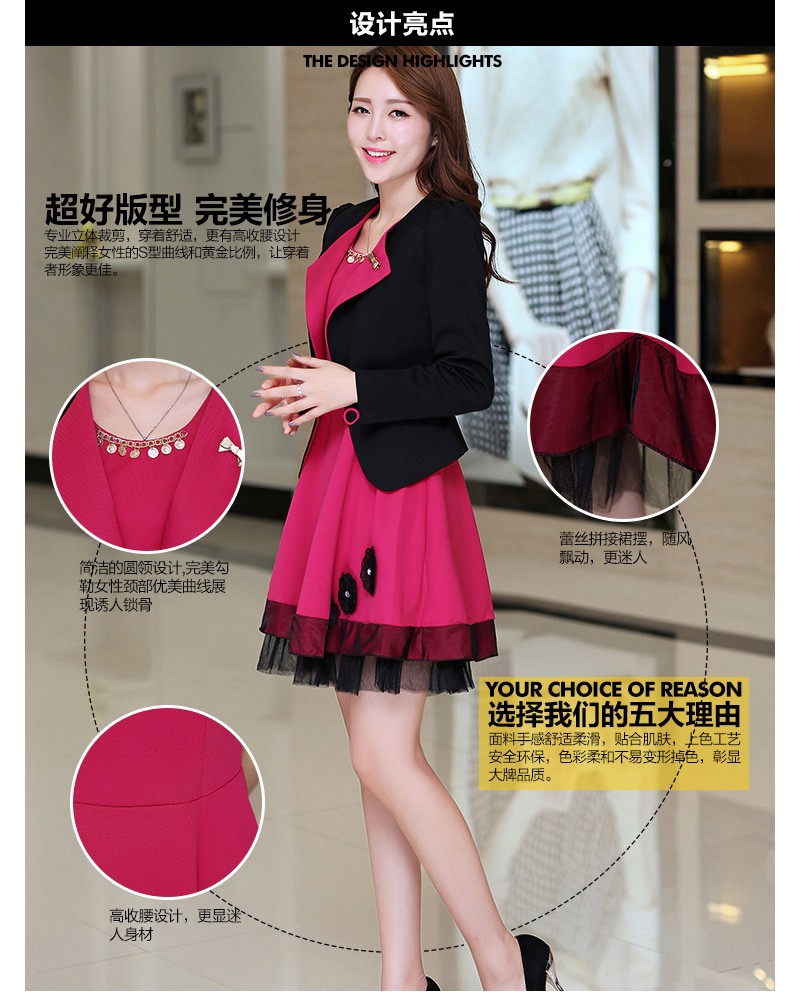 设计亮点
THE DESIGN HIGHLIGHTS
超好版型 完美修身
专业立体裁剪，穿着舒适，更有高收腰设计
完美阐释女性的S型曲线和黄金比例，让穿着
者形象更佳。
简洁的圆领设计,完美勾
勒女性颈部优美曲线展
现诱人锁骨
蕾丝拼接裙摆，随风
飘动，更迷人
YOUR CHOICE OF REASON
选择我们的五大理由
面料手感舒适柔滑，贴合肌肤，上色工艺
安全环保，色彩柔和不易变形掉色，彰显
大牌品质。
高收腰设计，更显迷
人身材